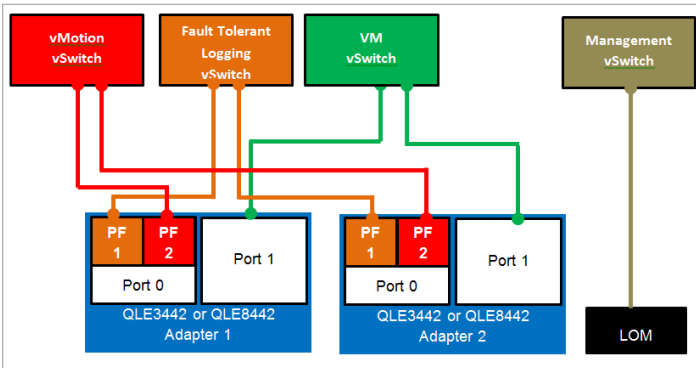 vMotion
vSwitch
Fault Tolerant
Logging
vSwitch
VM
vSwitch
Management
vSwitch
PF
1
PF
2
Port 0
Port 1
QLE3442 or QLE8442
Adapter 1
PF
1
PF
2
Port 0
Port 1
QLE3442 or QLE8442
Adapter 2
LOM